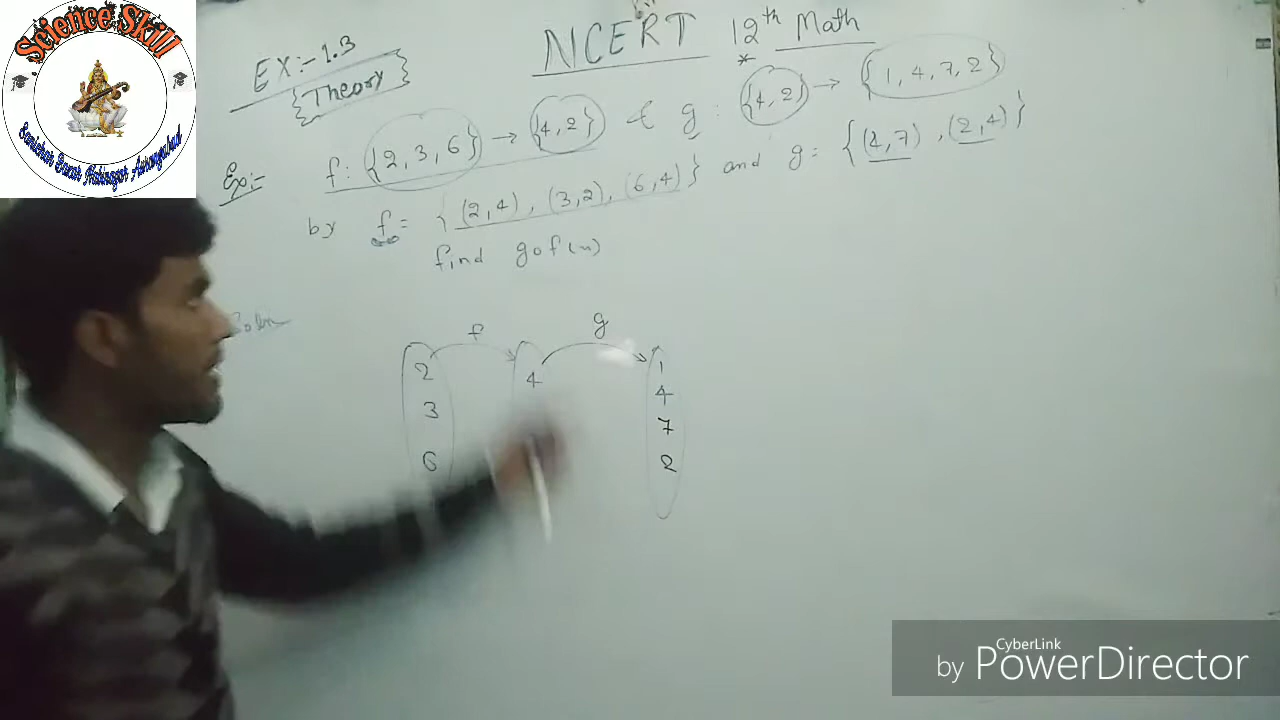 Science Skill
EX:- 1.3
{Theory}
NCERT 12th Math
*
Ex:- f: {2, 3, 6} → {4, 2} & g: {4, 2} → {1, 4, 7, 2}
by f = {(2,4), (3,2), (6,4)} and g = {(4,7), (2,4)}
find gof(x)
Soln
f g
2 4 1
3 4
6 7
2
CyberLink
by PowerDirector